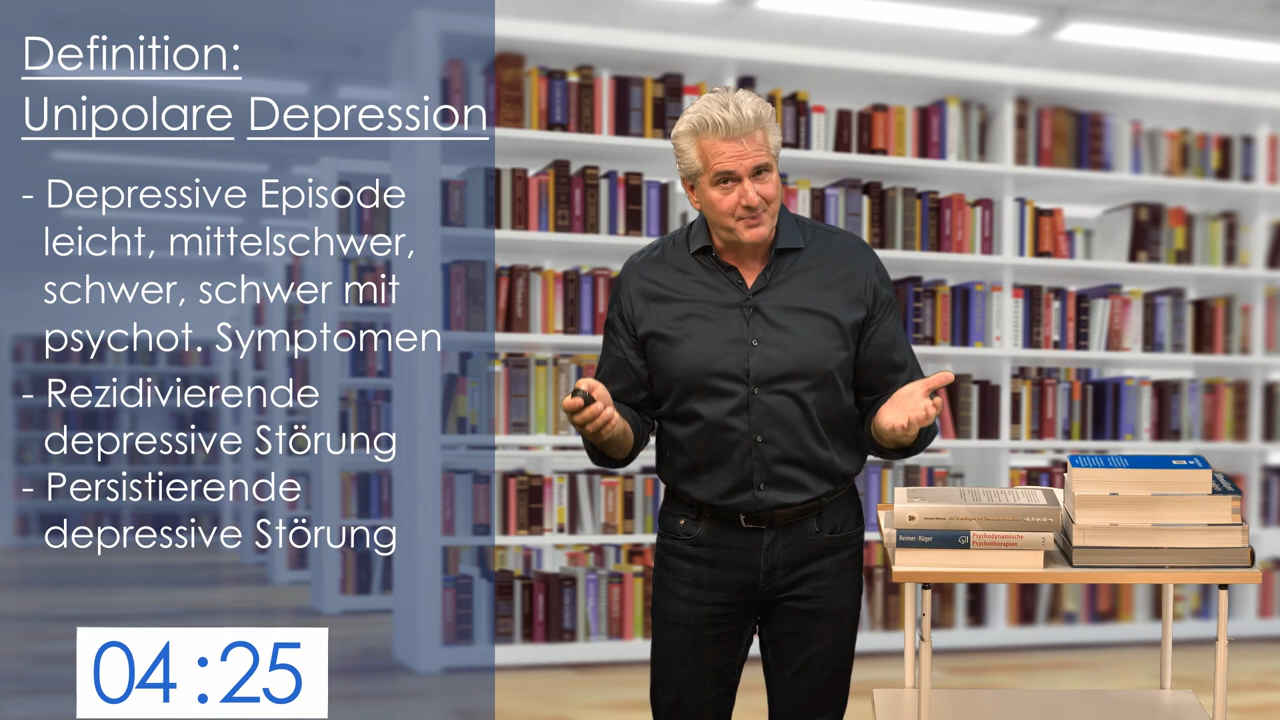 Definition:
Unipolare Depression
- Depressive Episode
leicht, mittelschwer,
schwer, schwer mit
psychot. Symptomen
- Rezidivierende
depressive Störung
- Persistierende
depressive Störung
04:25
Reimer · Rüger
Psychodynamische
Psychotherapien